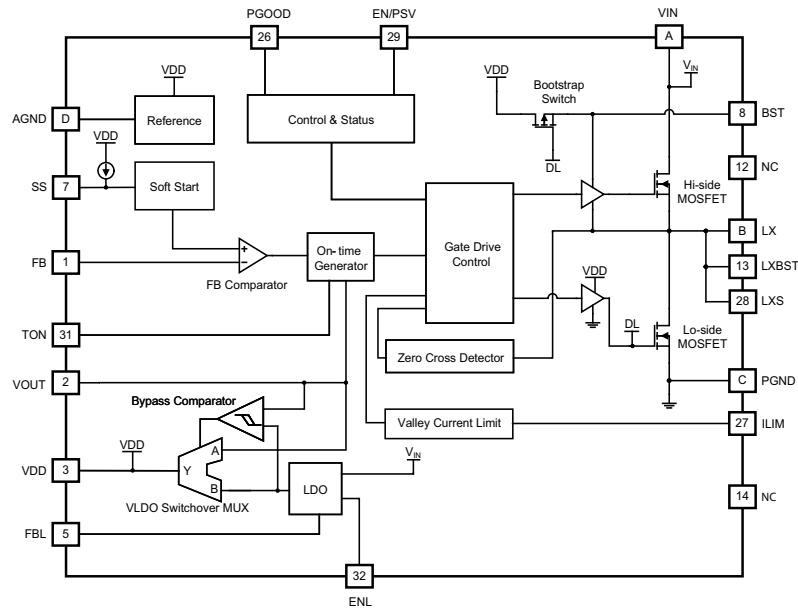 PGOOD
EN/PSV
VIN
26
29
A
VDD
VDD
Bootstrap
Switch
VIN
AGND
D
Reference
Control & Status
8
BST
VDD
DL
12
NC
SS
7
Soft Start
Hi-side
MOSFET
Gate Drive
Control
B
LX
FB
1
+
−
FB Comparator
On-time
Generator
13
LXBST
VDD
28
LXS
TON
31
DL
Lo-side
MOSFET
Zero Cross Detector
VOUT
2
C
PGND
Bypass Comparator
Valley Current Limit
27
ILIM
VDD
3
VDD
Y
A
B
VIN
LDO
VLDO Switchover MUX
14
NC
FBL
5
32
ENL